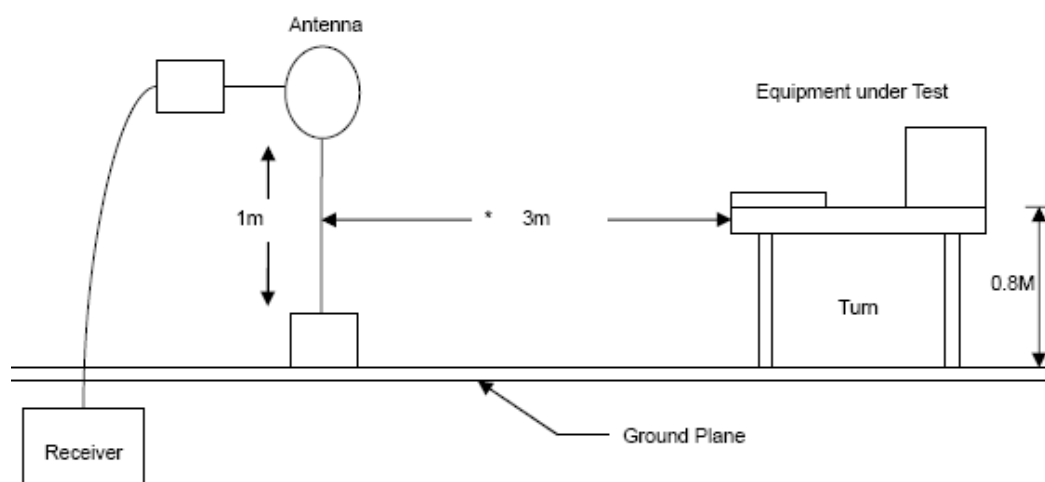 Antenna
Equipment under Test
1m
* 3m
0.8M
Turn
Ground Plane
Receiver